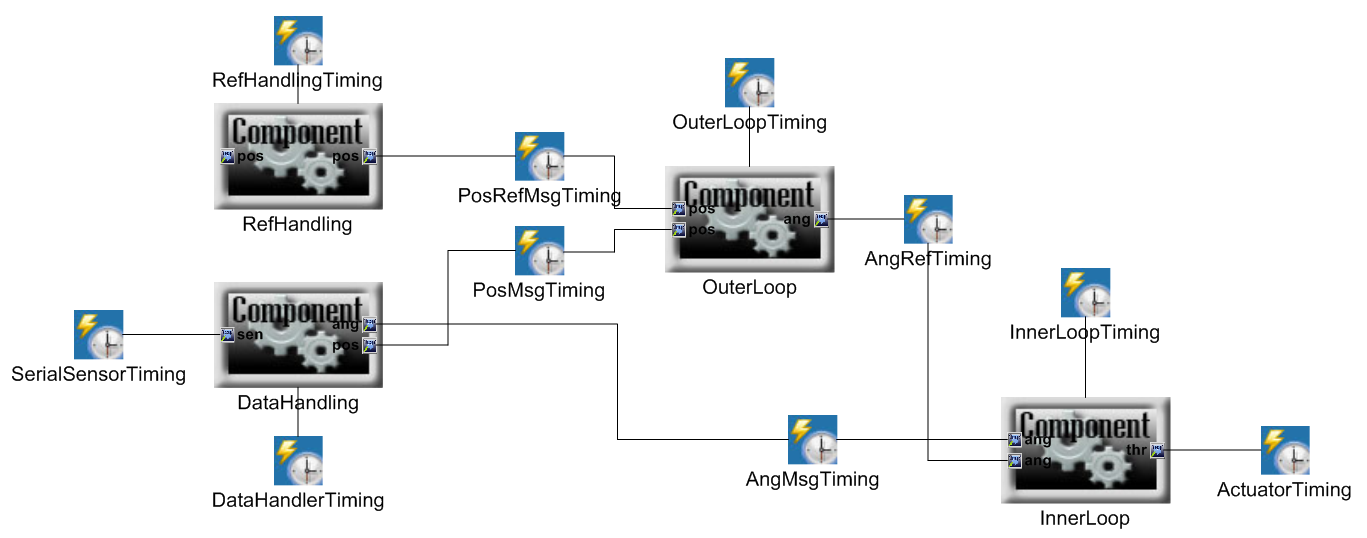 RefHandlingTiming
Component
pos pos
RefHandling
PosRefMsgTiming
OuterLoopTiming
Component
pos
pos
ang
OuterLoop
PosMsgTiming
AngRefTiming
SerialSensorTiming
Component
sen
ang
pos
DataHandling
DataHandlerTiming
InnerLoopTiming
AngMsgTiming
Component
ang
ang
thr
InnerLoop
ActuatorTiming